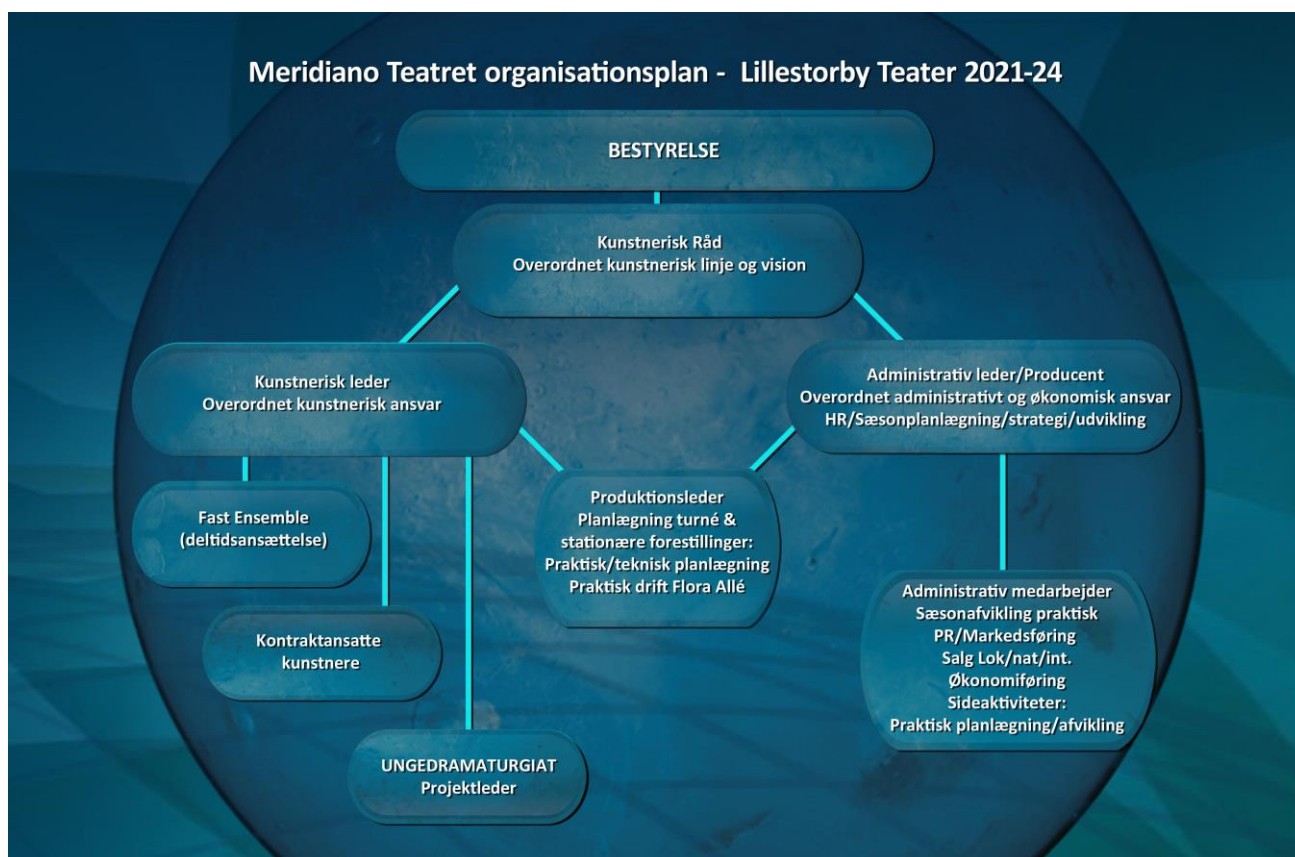 Meridiano Teatret organisationsplan - Lillestorby Teater 2021-24
BESTYRELSE
Kunstnerisk Råd
Overordnet kunstnerisk linje og vision
Kunstnerisk leder
Overordnet kunstnerisk ansvar
Administrativ leder/Producent
Overordnet administrativt og økonomisk ansvar
HR/Sæsonplanlægning/strategi/udvikling
Fast Ensemble
(deltidsansættelse)
Produktionsleder
Planlægning turné &
stationære forestillinger:
Praktisk/teknisk planlægning
Praktisk drift Flora Allé
Kontraktansatte
kunstnere
Administrativ medarbejder
Sæsonafvikling praktisk
PR/Markedsføring
Salg Lok/nat/int.
Økonomiføring
Sideaktiviteter:
Praktisk planlægning/afvikling
UNGEDRAMATURGIAT
Projektleder